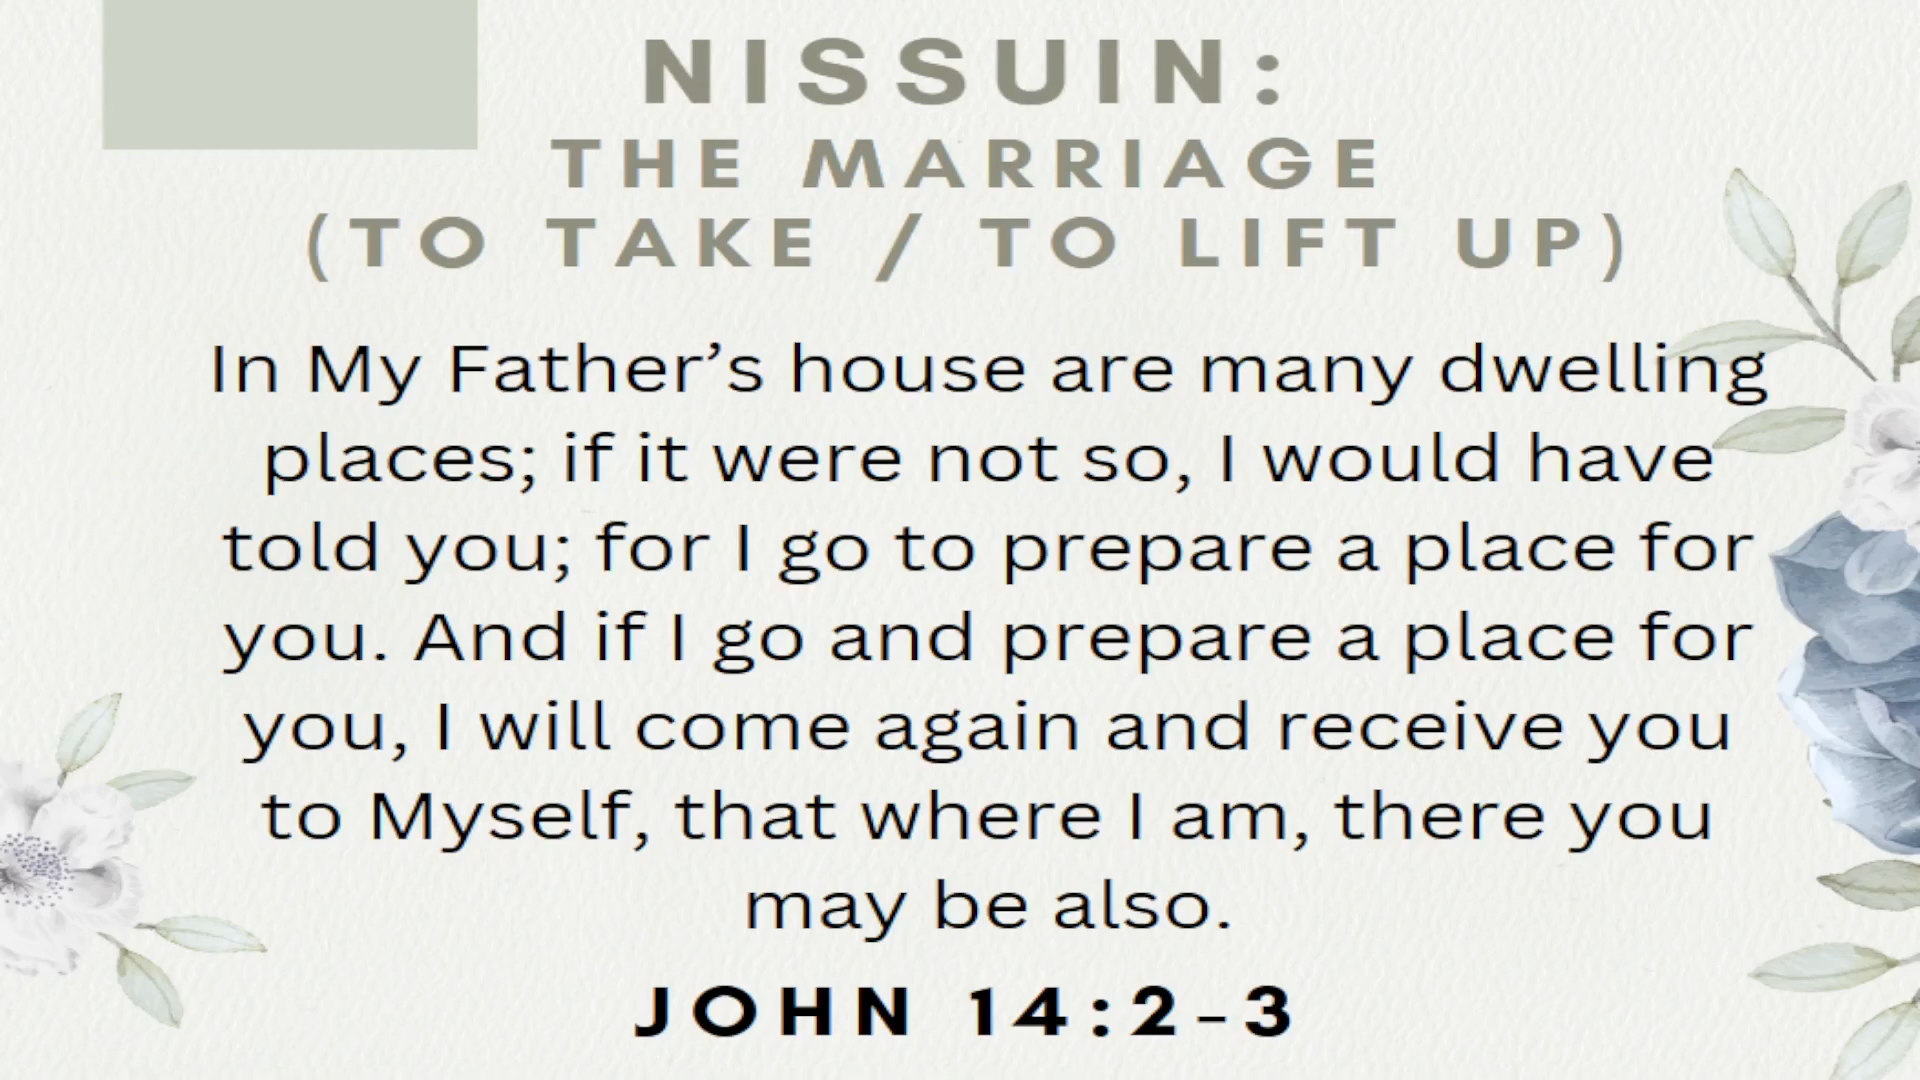 NISSUIN:
THE MARRIAGE
(TO TAKE / TO LIFT UP)
In My Father’s house are many dwelling
places; if it were not so, I would have
told you; for I go to prepare a place for
you. And if I go and prepare a place for
you, I will come again and receive you
to Myself, that where I am, there you
may be also.
JOHN 14:2-3